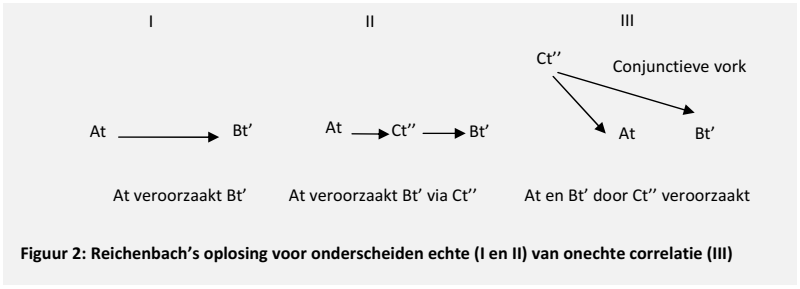 I II III
Ct’’
Conjunctieve vork
At Bt’ At Ct’’ Bt’ At Bt’
At veroorzaakt Bt’ At veroorzaakt Bt’ via Ct’’ At en Bt’ door Ct’’ veroorzaakt
Figuur 2: Reichenbach’s oplosing voor onderscheiden echte (I en II) van onechte correlatie (III)